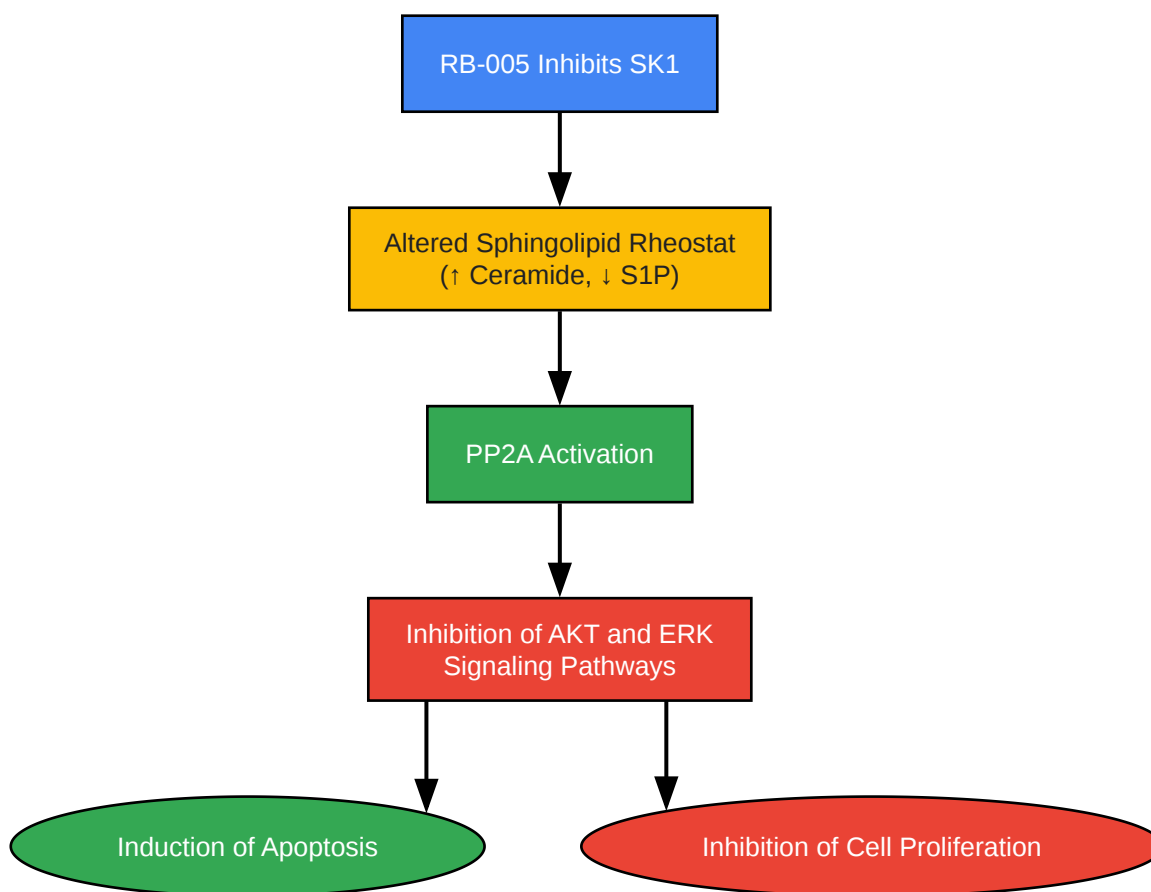 RB-005 Inhibits SK1
Altered Sphingolipid Rheostat
(↑ Ceramide, ↓ S1P)
PP2A Activation
Inhibition of AKT and ERK
Signaling Pathways
Induction of Apoptosis
Inhibition of Cell Proliferation